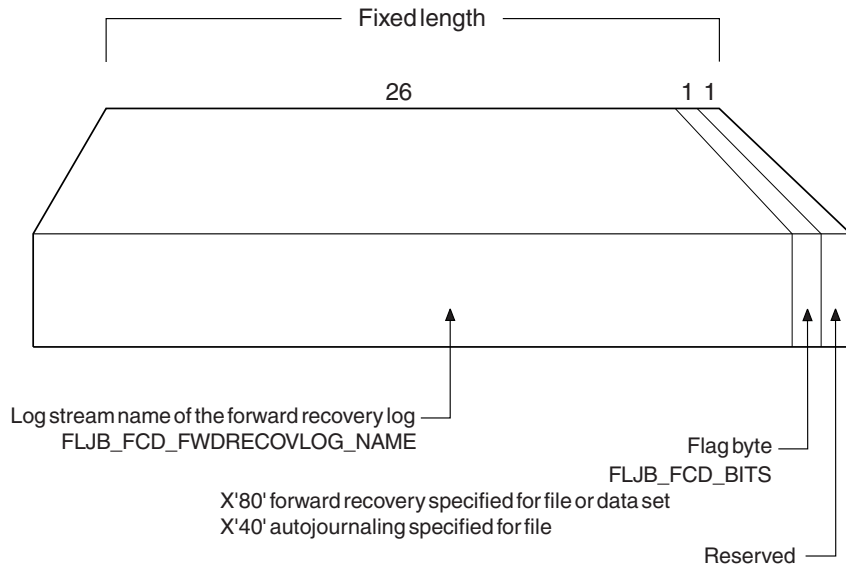 Fixed length
26 1 1
Log stream name of the forward recovery log
FLJB_FCD_FWDRECOVLOG_NAME
Flag byte
FLJB_FCD_BITS
X'80' forward recovery specified for file or data set
X'40' autojournaling specified for file
Reserved